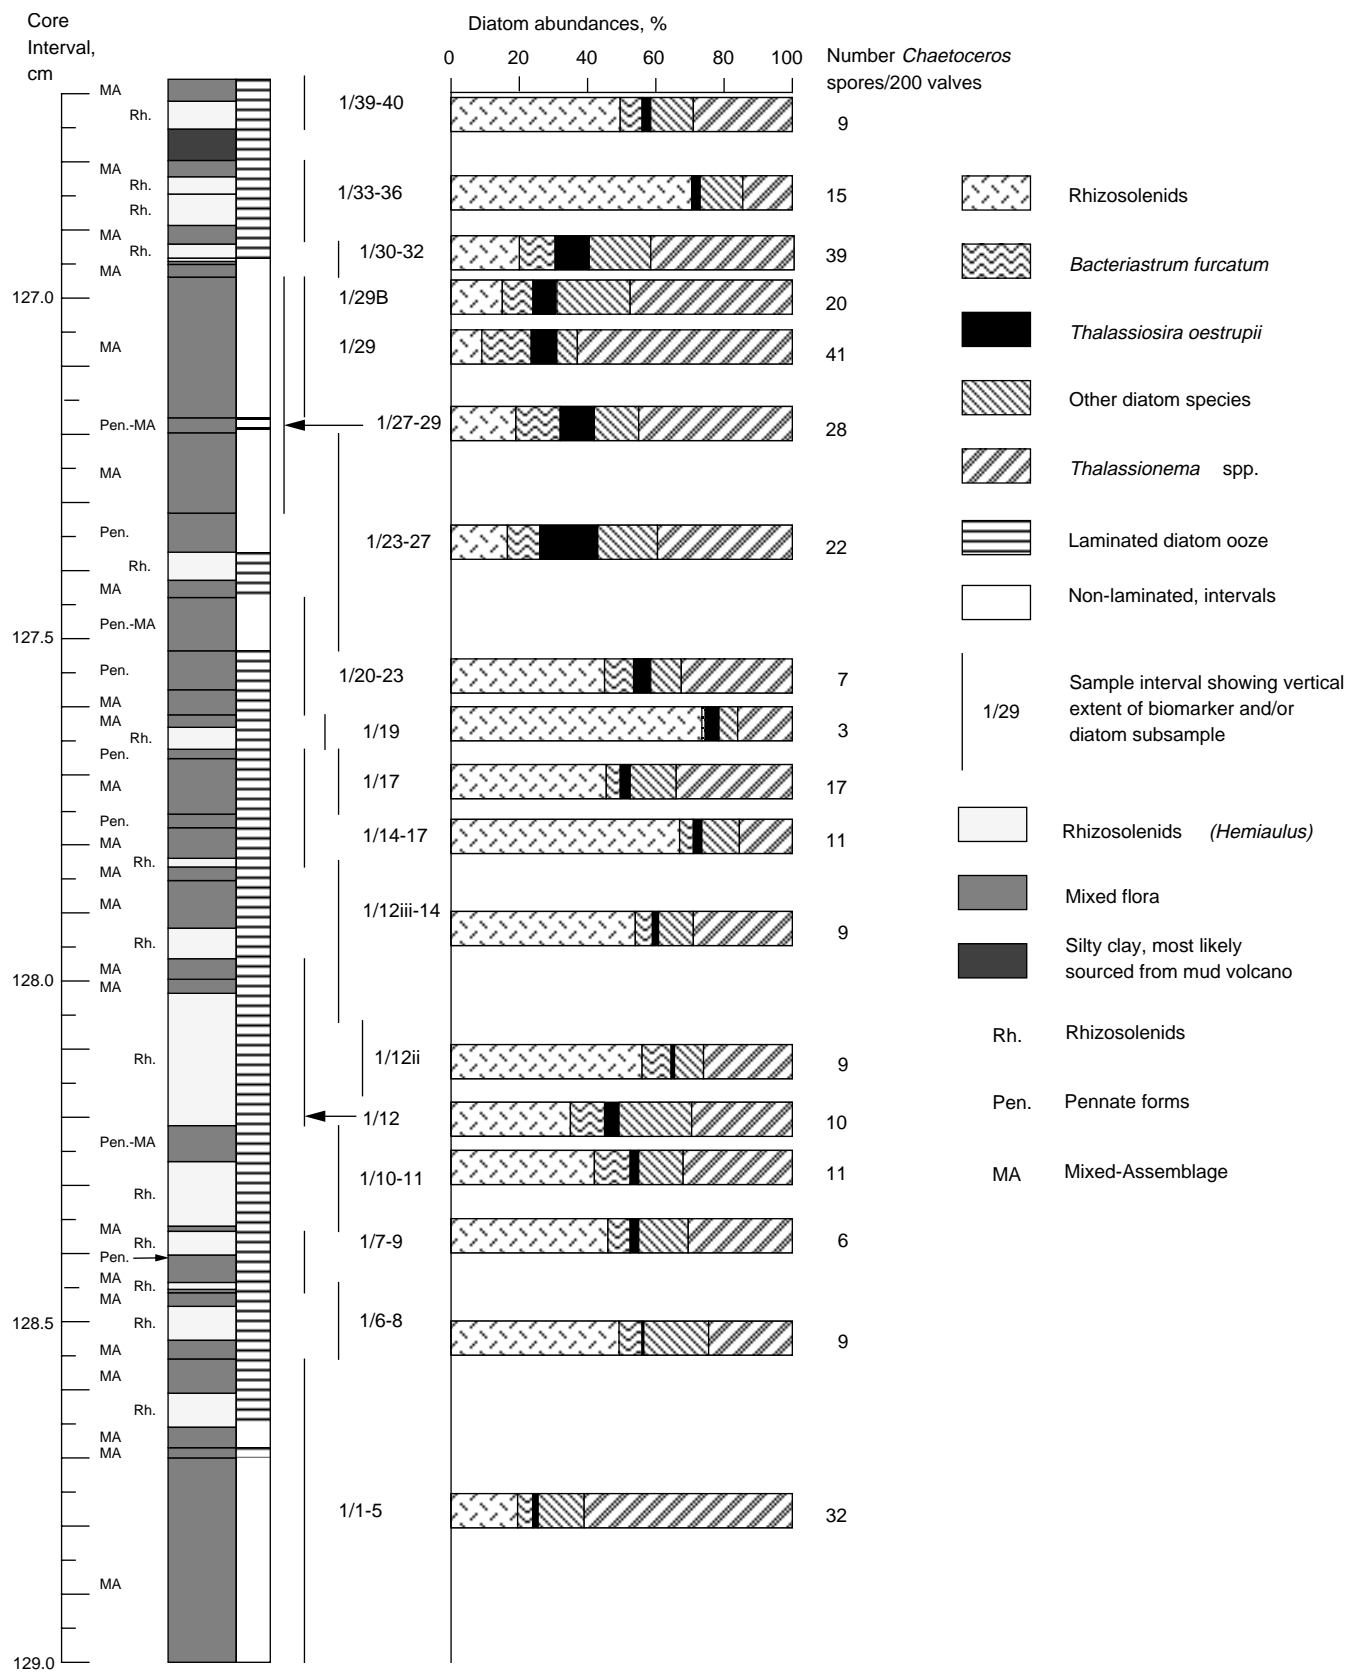 Core
Interval,
cm
Diatom abundances, %
0 20 40 60 80 100
Number Chaetoceros
spores/200 valves
MA
Rh.
MA
Rh.
Rh.
MA
Rh.
MA
127.0
MA
Pen.-MA
MA
Pen.
Rh.
MA
Pen.-MA
127.5
Pen.
MA
MA
Rh.
Pen.
MA
Pen.
MA
Rh.
MA
MA
Rh.
MA
128.0
MA
Rh.
Pen.-MA
Rh.
MA
Rh.
Pen.
MA
Rh.
MA
128.5
Rh.
MA
MA
Rh.
MA
MA
MA
129.0
1/39-40
9
1/33-36
15
1/30-32
39
1/29B
20
1/29
41
1/27-29
28
1/23-27
22
1/20-23
7
1/19
3
1/17
17
1/14-17
11
1/12iii-14
9
1/12ii
9
1/12
10
1/10-11
11
1/7-9
6
1/6-8
9
1/1-5
32
Rhizosolenids
Bacteriastrum furcatum
Thalassiosira oestrupii
Other diatom species
Thalassionema spp.
Laminated diatom ooze
Non-laminated, intervals
1/29
Sample interval showing vertical
extent of biomarker and/or
diatom subsample
Rhizosolenids (Hemiaulus)
Mixed flora
Silty clay, most likely
sourced from mud volcano
Rh. Rhizosolenids
Pen. Pennate forms
MA Mixed-Assemblage